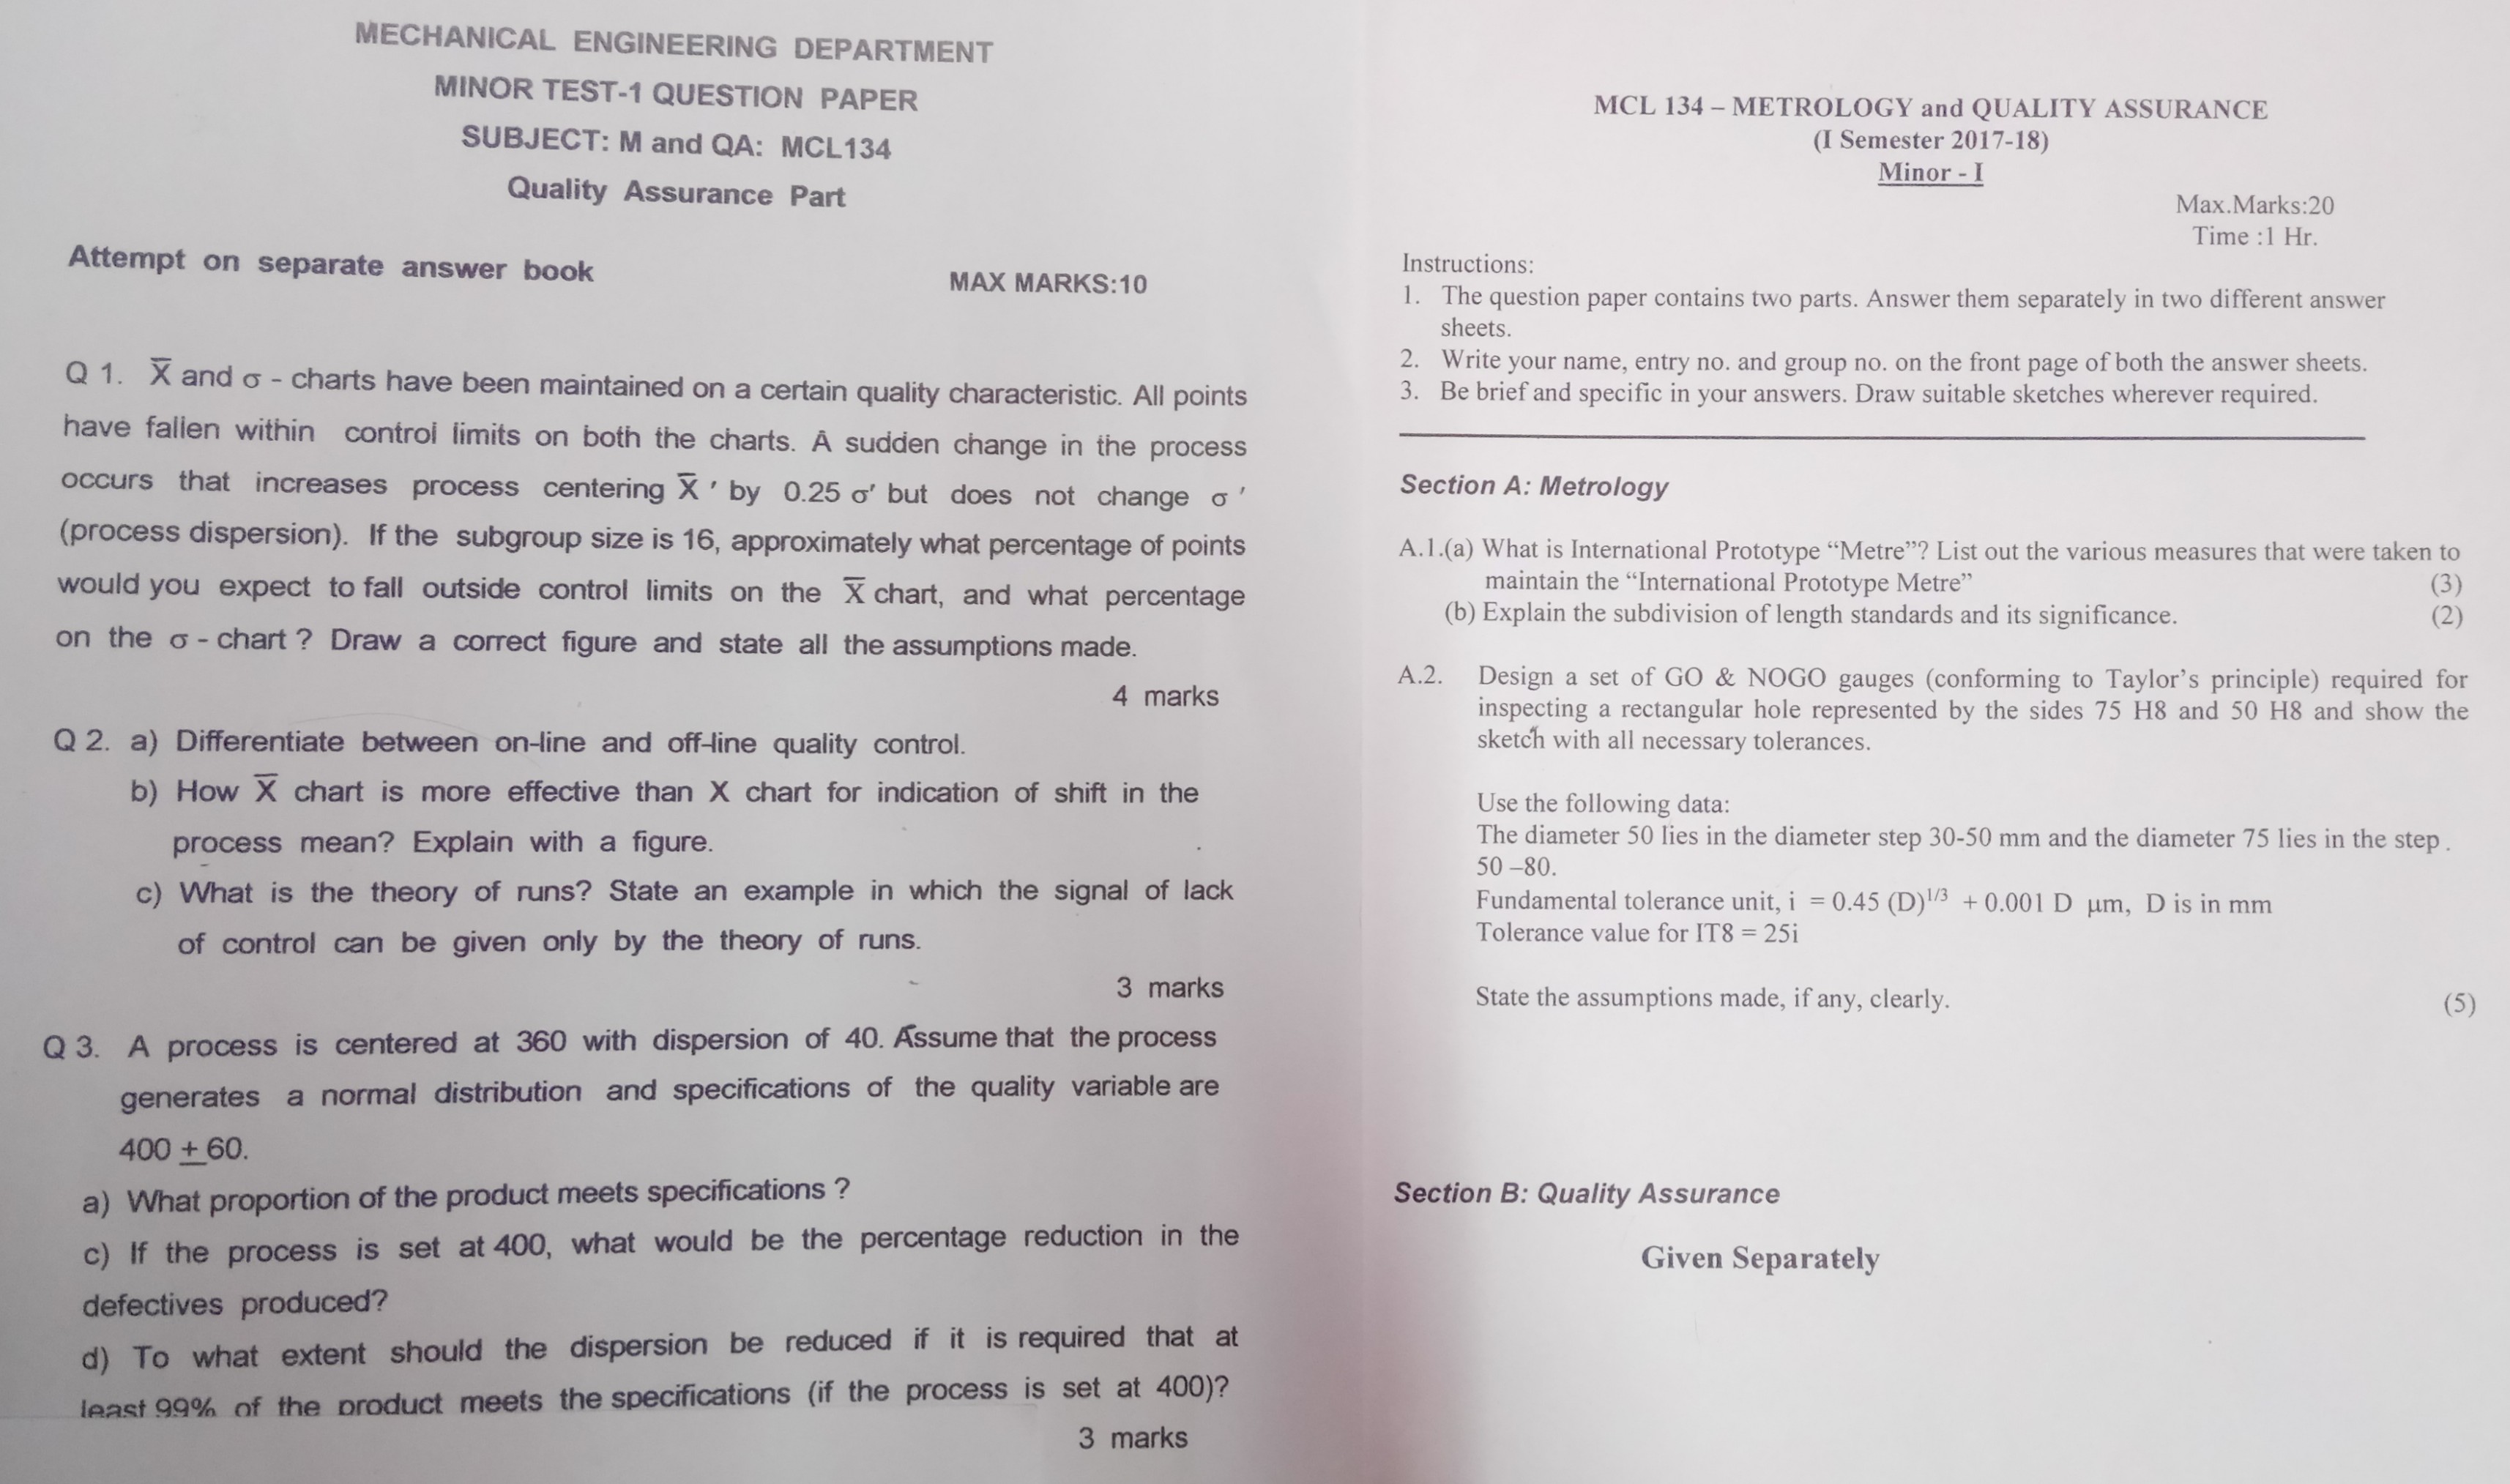 MECHANICAL ENGINEERING DEPARTMENT
MINOR TEST-1 QUESTION PAPER
SUBJECT: M and QA: MCL134
Quality Assurance Part
Attempt on separate answer book
MAX MARKS:10
Q 1. X̅ and σ - charts have been maintained on a certain quality characteristic. All points
have fallen within control limits on both the charts. A sudden change in the process
occurs that increases process centering X̅ ′ by 0.25 σ′ but does not change σ ′
(process dispersion). If the subgroup size is 16, approximately what percentage of points
would you expect to fall outside control limits on the X̅ chart, and what percentage
on the σ - chart ? Draw a correct figure and state all the assumptions made.
4 marks
Q 2. a) Differentiate between on-line and off-line quality control.
b) How X̅ chart is more effective than X chart for indication of shift in the
process mean? Explain with a figure.
c) What is the theory of runs? State an example in which the signal of lack
of control can be given only by the theory of runs.
3 marks
Q 3. A process is centered at 360 with dispersion of 40. Assume that the process
generates a normal distribution and specifications of the quality variable are
400 ± 60.
a) What proportion of the product meets specifications ?
c) If the process is set at 400, what would be the percentage reduction in the
defectives produced?
d) To what extent should the dispersion be reduced if it is required that at
least 99% of the product meets the specifications (if the process is set at 400)?
3 marks
MCL 134 – METROLOGY and QUALITY ASSURANCE
(I Semester 2017-18)
Minor - I
Max.Marks:20
Time :1 Hr.
Instructions:
1. The question paper contains two parts. Answer them separately in two different answer
sheets.
2. Write your name, entry no. and group no. on the front page of both the answer sheets.
3. Be brief and specific in your answers. Draw suitable sketches wherever required.
Section A: Metrology
A.1.(a) What is International Prototype “Metre”? List out the various measures that were taken to
maintain the “International Prototype Metre” (3)
(b) Explain the subdivision of length standards and its significance. (2)
A.2. Design a set of GO & NOGO gauges (conforming to Taylor’s principle) required for
inspecting a rectangular hole represented by the sides 75 H8 and 50 H8 and show the
sketch with all necessary tolerances.
Use the following data:
The diameter 50 lies in the diameter step 30-50 mm and the diameter 75 lies in the step .
50 –80.
Fundamental tolerance unit, i = 0.45 (D)^1/3 + 0.001 D μm, D is in mm
Tolerance value for IT8 = 25i
State the assumptions made, if any, clearly. (5)
Section B: Quality Assurance
Given Separately